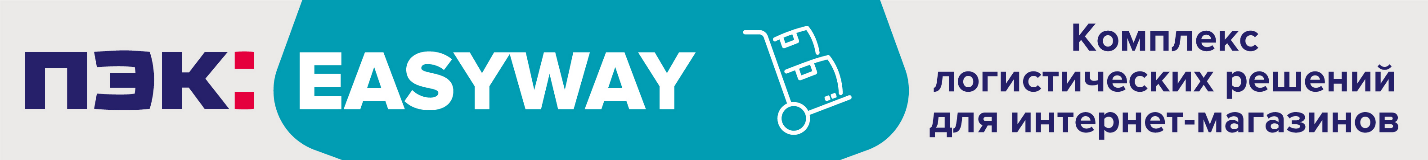 ПЭК: EASYWAY
Комплекс
логистических решений
для интернет-магазинов